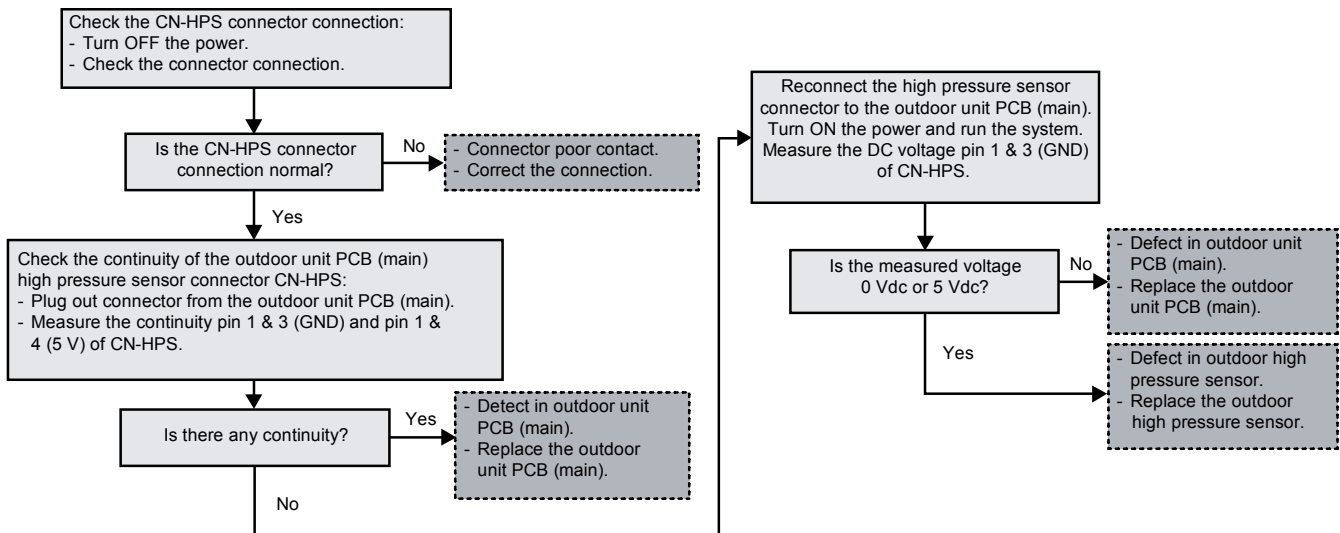 Check the CN-HPS connector connection:
- Turn OFF the power.
- Check the connector connection.
Is the CN-HPS connector
connection normal?
No
- Connector poor contact.
- Correct the connection.
Yes
Check the continuity of the outdoor unit PCB (main)
high pressure sensor connector CN-HPS:
- Plug out connector from the outdoor unit PCB (main).
- Measure the continuity pin 1 & 3 (GND) and pin 1 &
4 (5 V) of CN-HPS.
Is there any continuity?
Yes
- Detect in outdoor unit
PCB (main).
- Replace the outdoor
unit PCB (main).
No
Reconnect the high pressure sensor
connector to the outdoor unit PCB (main).
Turn ON the power and run the system.
Measure the DC voltage pin 1 & 3 (GND)
of CN-HPS.
Is the measured voltage
0 Vdc or 5 Vdc?
No
- Defect in outdoor unit
PCB (main).
- Replace the outdoor
unit PCB (main).
Yes
- Defect in outdoor high
pressure sensor.
- Replace the outdoor
high pressure sensor.